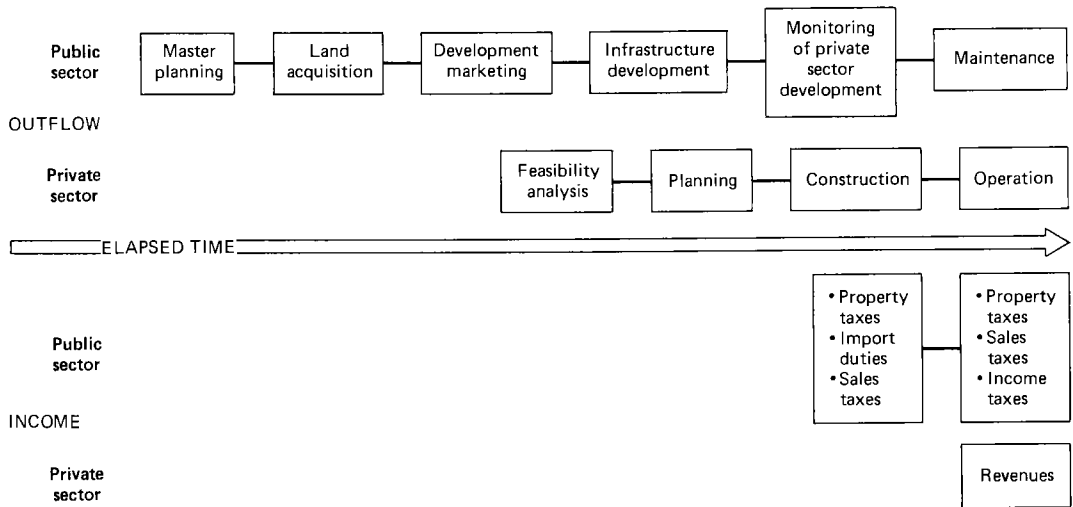 Public
sector
Master
planning
Land
acquisition
Development
marketing
Infrastructure
development
Monitoring
of private
sector
development
Maintenance
OUTFLOW
Private
sector
Feasibility
analysis
Planning
Construction
Operation
ELAPSED TIME
Public
sector
• Property
taxes
• Import
duties
• Sales
taxes
• Property
taxes
• Sales
taxes
• Income
taxes
INCOME
Private
sector
Revenues